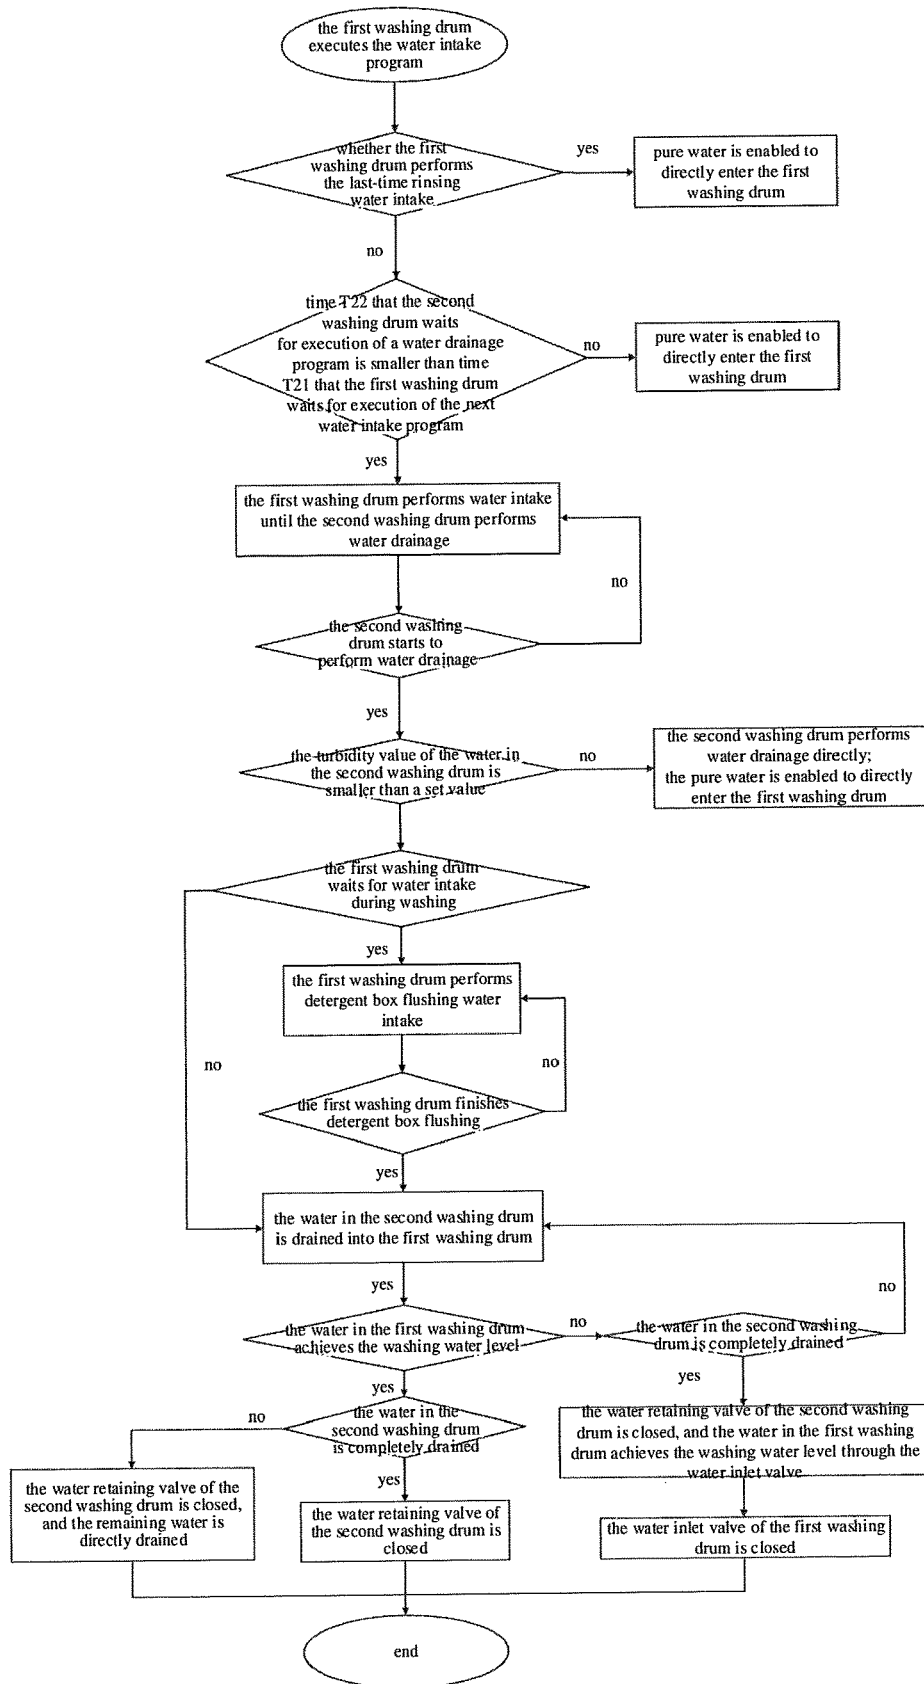 the first washing drum
executes the water intake
program
whether the first
washing drum performs
the last-time rinsing
water intake
yes
pure water is enabled to
directly enter the first
washing drum
no
time T22 that the second
washing drum waits
for execution of a water drainage
program is smaller than time
T21 that the first washing drum
waits for execution of the next
water intake program
no
pure water is enabled to
directly enter the first
washing drum
yes
the first washing drum performs water intake
until the second washing drum performs
water drainage
no
the second washing
drum starts to
perform water drainage
yes
the turbidity value of the water in
the second washing drum is
smaller than a set value
no
the second washing drum performs
water drainage directly;
the pure water is enabled to directly
enter the first washing drum
the first washing drum
waits for water intake
during washing
yes
the first washing drum performs
detergent box flushing water
intake
no
no
the first washing drum finishes
detergent box flushing
yes
the water in the second washing drum
is drained into the first washing drum
yes
no
the water in the first washing drum
achieves the washing water level
no
the water in the second washing
drum is completely drained
yes
yes
no
the water in the
second washing drum
is completely drained
the water retaining valve of the second washing
drum is closed, and the water in the first washing
drum achieves the washing water level through the
water inlet valve
the water retaining valve of the
second washing drum is closed,
and the remaining water is
directly drained
yes
the water retaining valve of
the second washing drum is
closed
the water inlet valve of the first washing
drum is closed
end